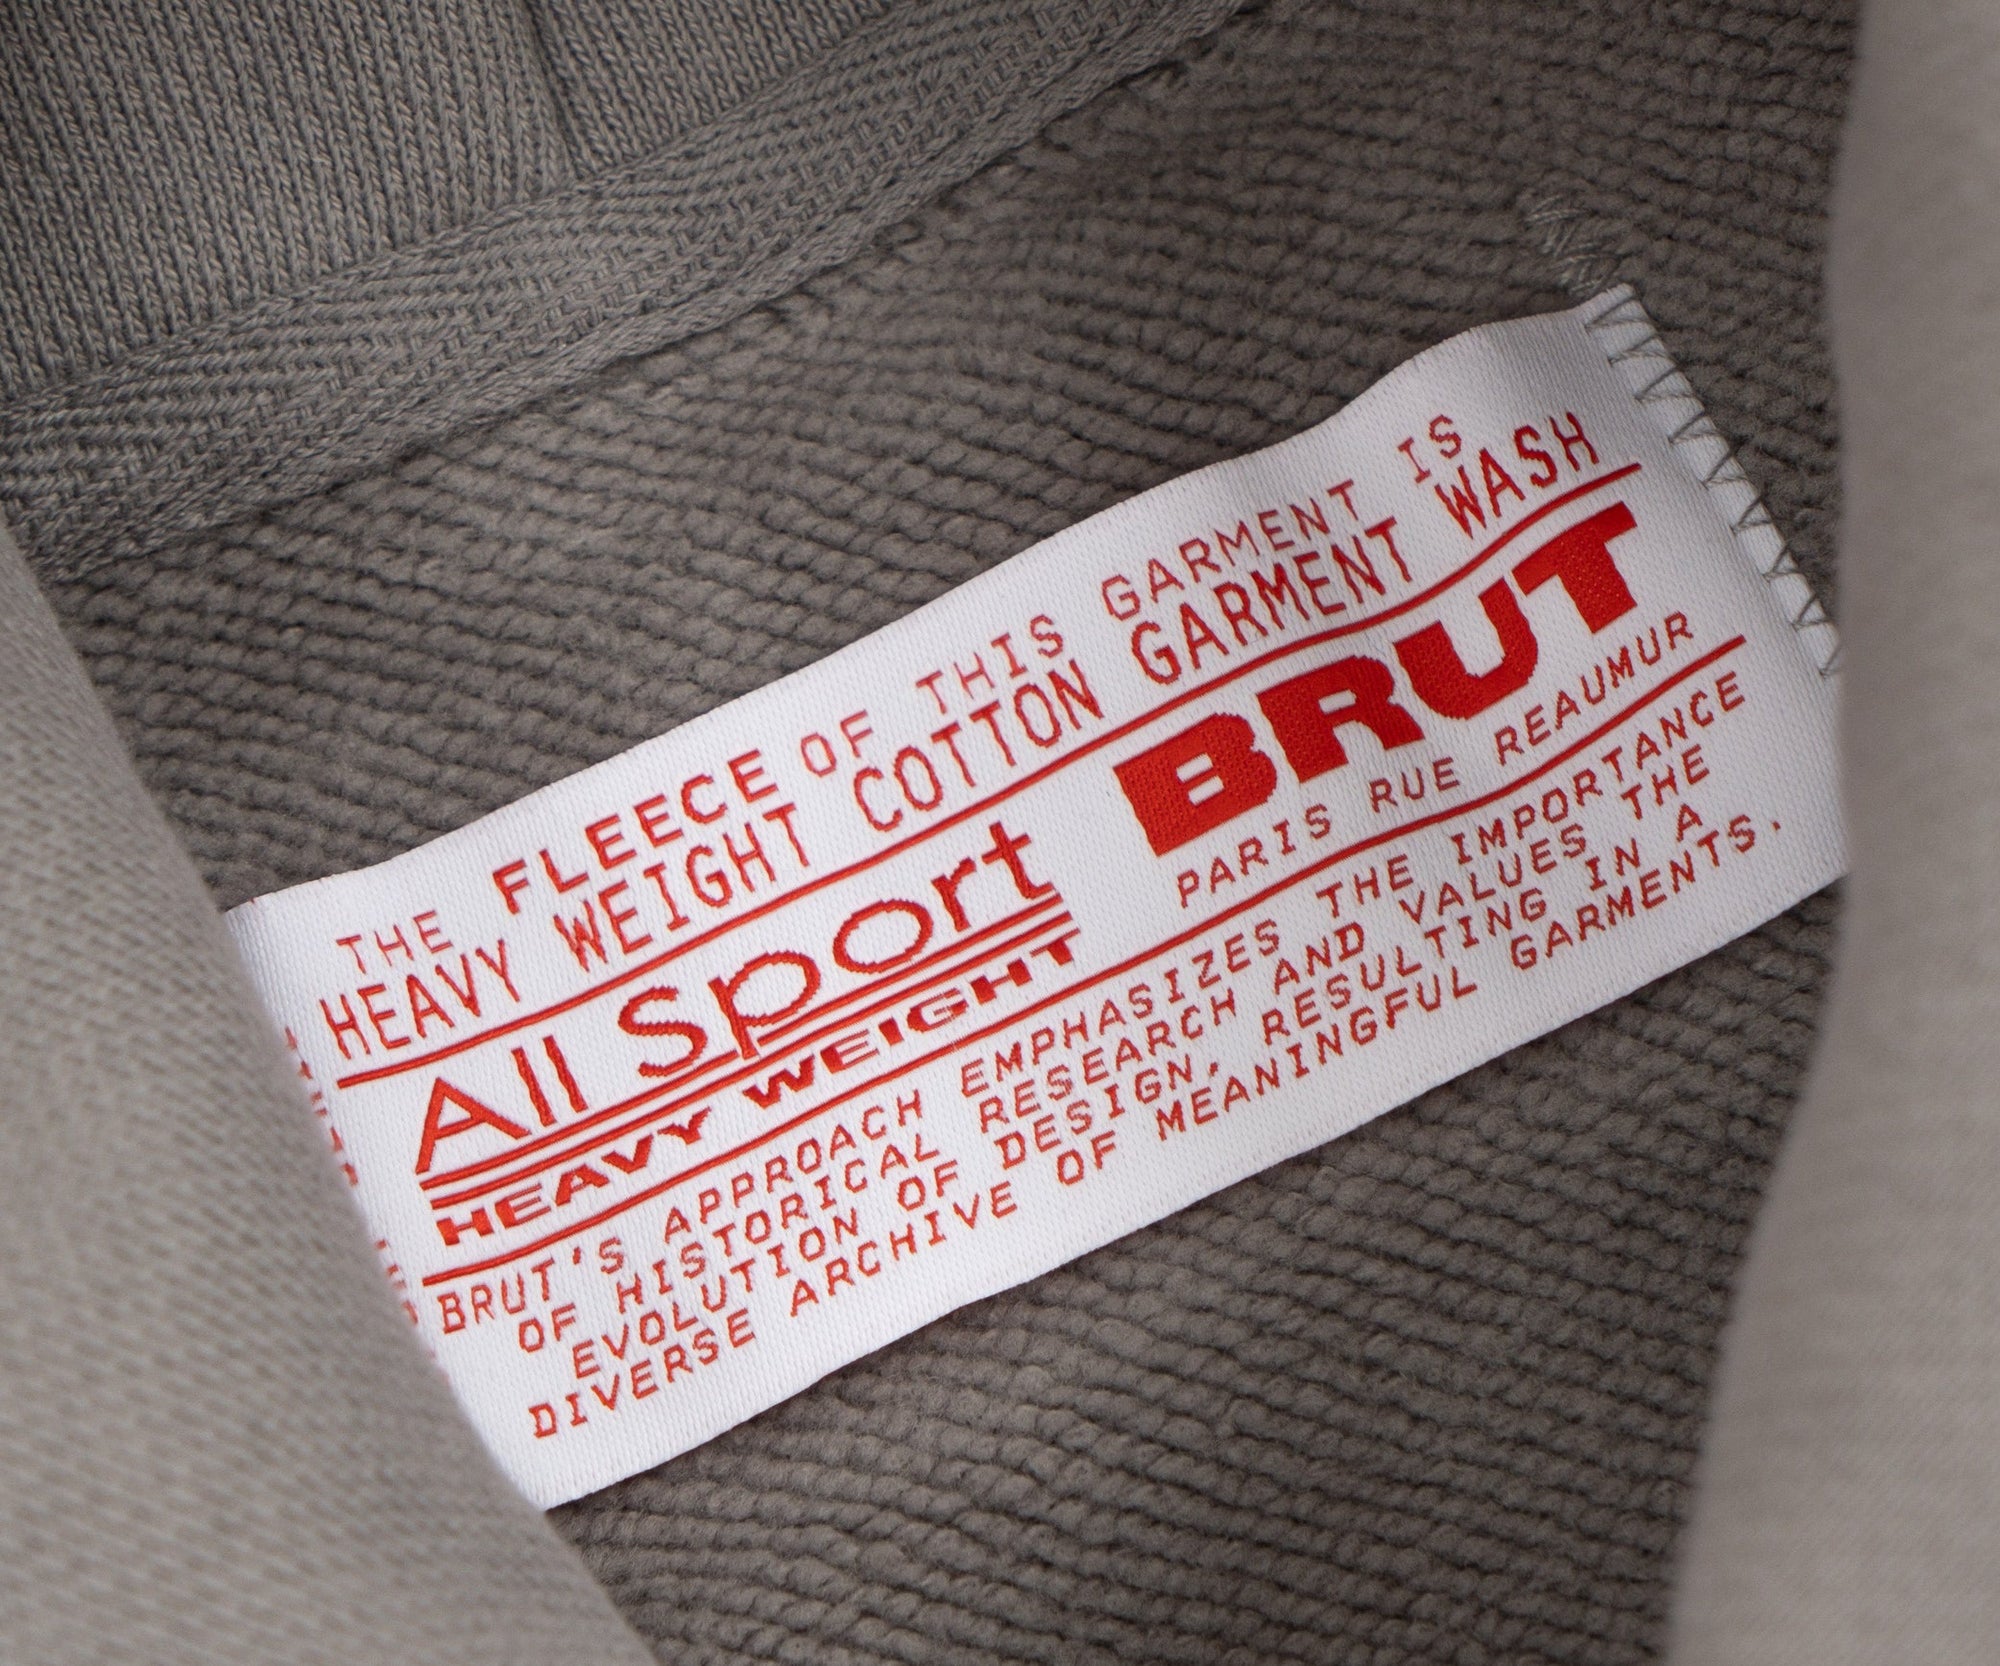 THE FLEECE OF THIS GARMENT IS
HEAVY WEIGHT COTTON GARMENT WASH
All Sport
HEAVY WEIGHT
BRUT
PARIS RUE REAUMUR
BRUT'S APPROACH EMPHASIZES THE IMPORTANCE
OF HISTORICAL RESEARCH AND VALUES THE
EVOLUTION OF DESIGN, RESULTING IN A
DIVERSE ARCHIVE OF MEANINGFUL GARMENTS.